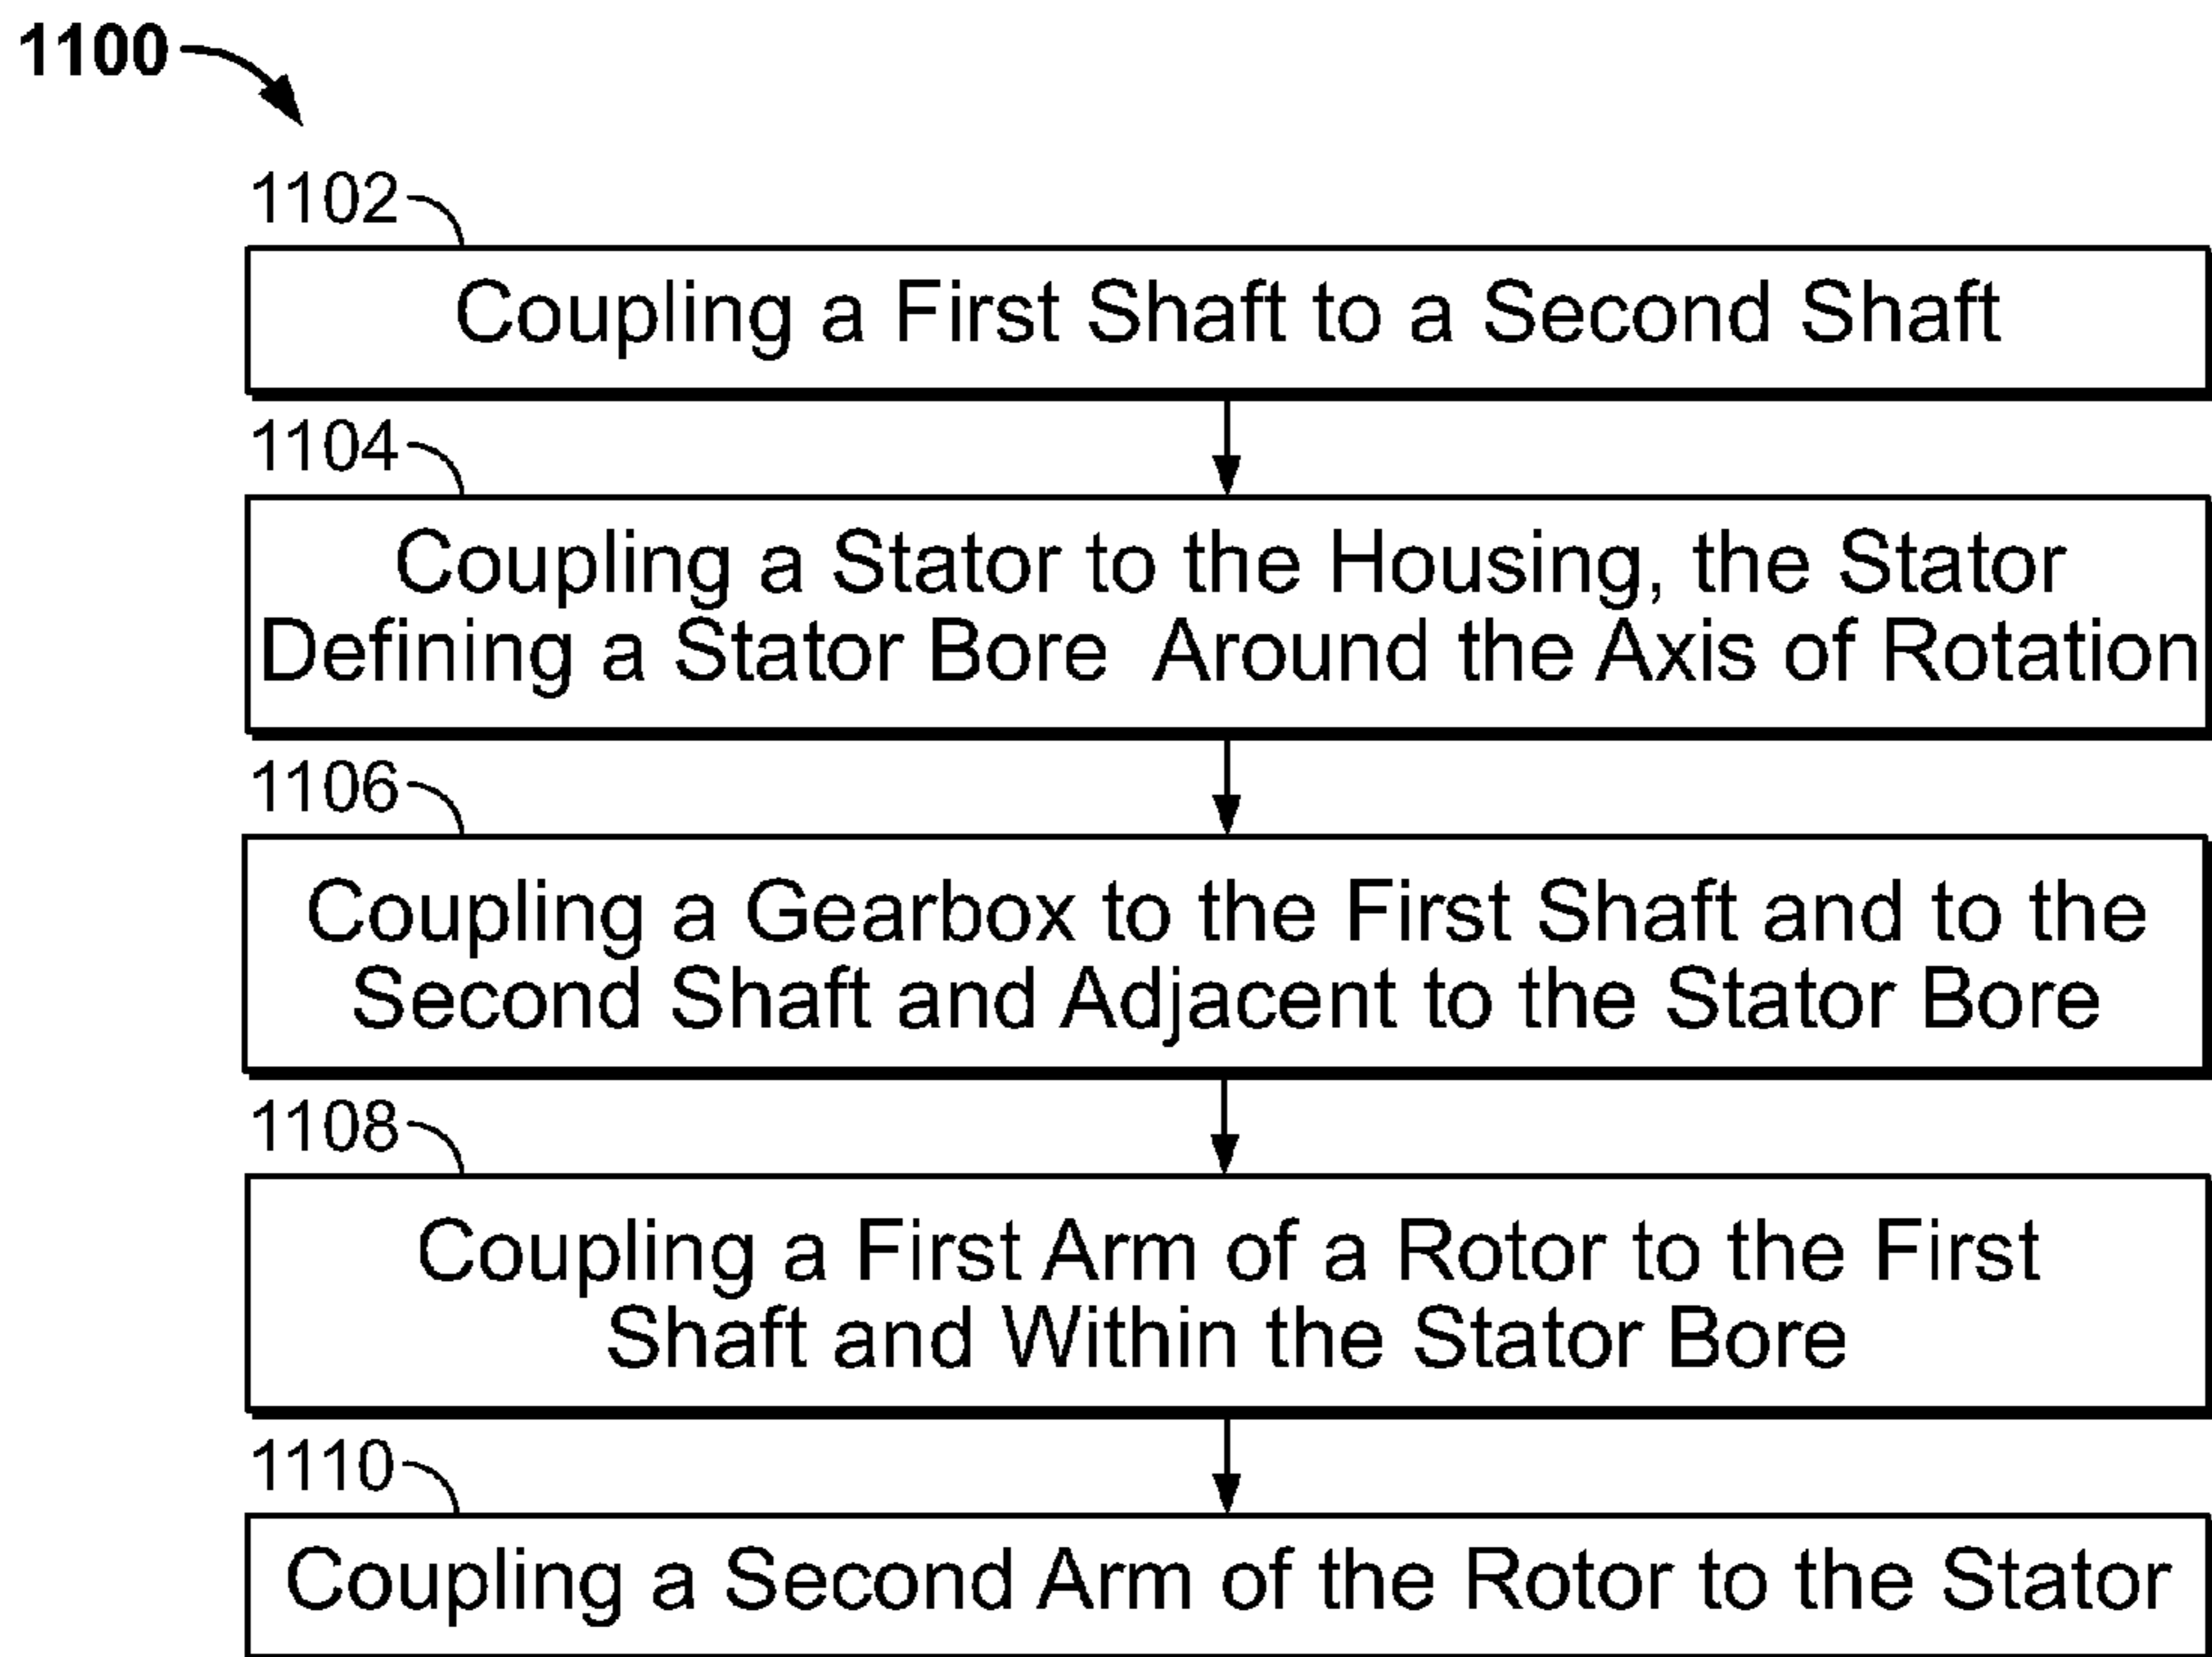 1100
1102
Coupling a First Shaft to a Second Shaft
1104
Coupling a Stator to the Housing, the Stator
Defining a Stator Bore Around the Axis of Rotation
1106
Coupling a Gearbox to the First Shaft and to the
Second Shaft and Adjacent to the Stator Bore
1108
Coupling a First Arm of a Rotor to the First
Shaft and Within the Stator Bore
1110
Coupling a Second Arm of the Rotor to the Stator